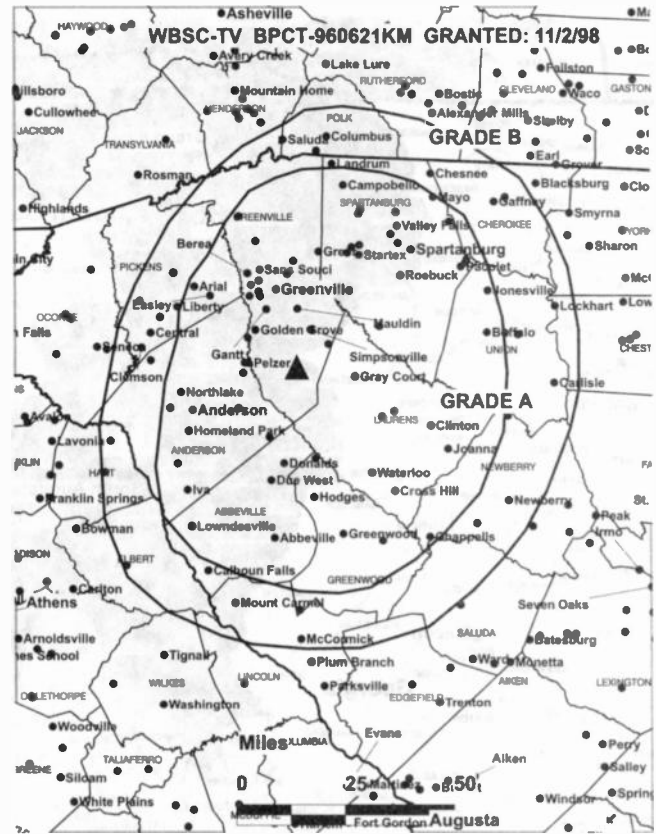 Asheville
HAYWOOD
WBSC-TV BPCT-960621KM GRANTED: 11/2/98
Avery Creek
Lake Lure
Fallston
RUTHERFORD
Mountain Home
Bostic
CLEVELAND
Waco
GASTON
Cullowhee
HENDERSON
Alexander Mills
Shelby
JACKSON
POLK
TRANSYLVANIA
Saluda
Columbus
GRADE B
Earl
Grover
Landrum
Rosman
Chesnee
Campobello
Blacksburg
Highlands
SPARTANBURG
Mayo
Gaffney
Smyrna
Valley Falls
CHEROKEE
Berea
Spartanburg
Sharon
Startex
PICKENS
Sans Souci
Pacolet
Arial
Roebuck
Greenville
Jonesville
Easley
Liberty
Lockhart
Mauldin
Central
Golden Grove
Buffalo
Gantt
Simpsonville
UNION
Pelzer
Clemson
Gray Court
Carlisle
Northlake
Anderson
GRADE A
LAURENS
Homeland Park
Clinton
Lavonia
ANDERSON
Joanna
Donalds
HART
Due West
Waterloo
NEWBERRY
Franklin Springs
Iva
Hodges
Cross Hill
Newberry
ABBEVILLE
Peak
Bowman
Lowndesville
Irmo
Abbeville
Greenwood
Chappells
ELBERT
Calhoun Falls
GREENWOOD
Carlton
Athens
Mount Carmel
Seven Oaks
Arnoldsville
McCormick
SALUDA
Batesburg
Tignall
Plum Branch
Ward
Monetta
WILKES
LINCOLN
Parksville
AIKEN
LEXINGTON
EDGEFIELD
Washington
Trenton
Woodville
Evans
Miles
Perry
TALIAFERRO
Aiken
Siloam
Salley
0 25 50
White Plains
Windsor
Fort Gordon
Augusta